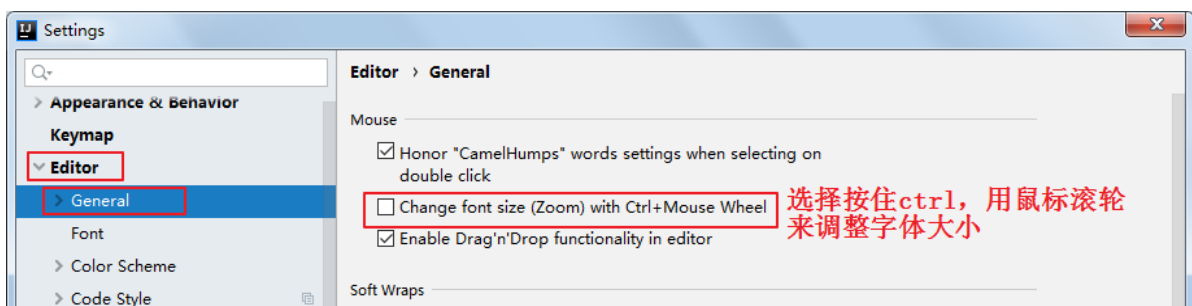 Settings
Appearance & Behavior
Keymap
Editor
General
Font
Color Scheme
Code Style
Editor › General
Mouse
Honor "CamelHumps" words settings when selecting on
double click
Change font size (Zoom) with Ctrl+Mouse Wheel
Enable Drag'n'Drop functionality in editor
Soft Wraps
选择按住ctrl，用鼠标滚轮
来调整字体大小